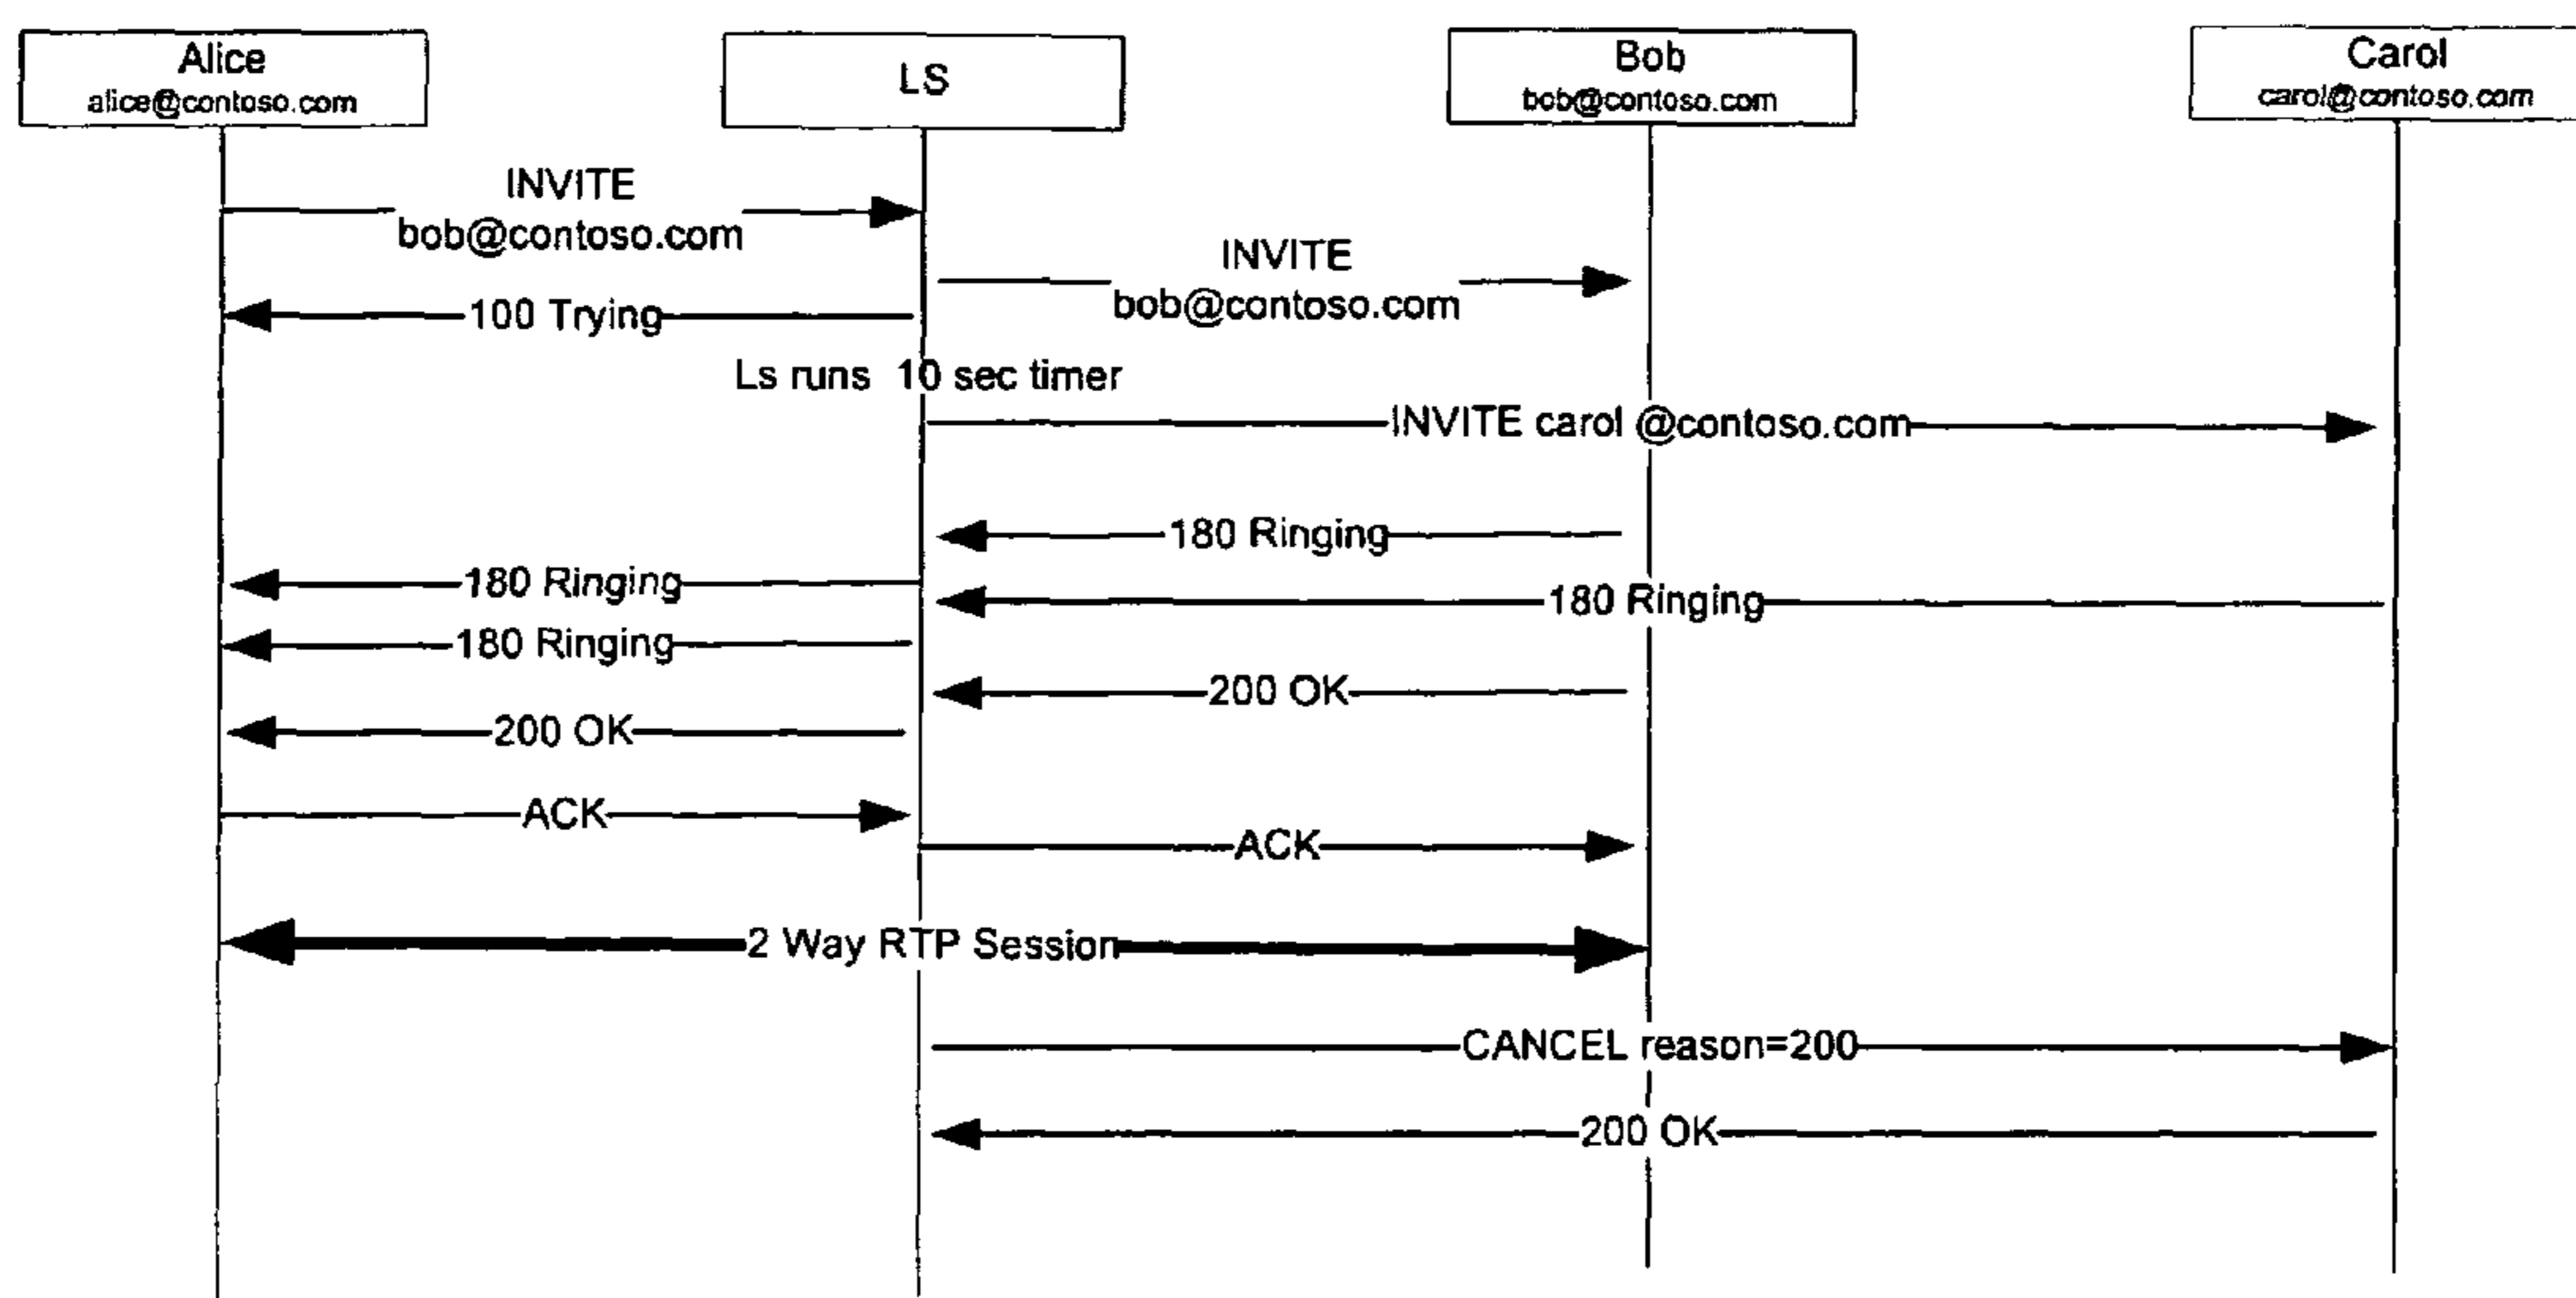 Alice
alice@contoso.com
LS
Bob
bob@contoso.com
Carol
carol@contoso.com
INVITE
bob@contoso.com
INVITE
bob@contoso.com
100 Trying
Ls runs 10 sec timer
INVITE carol @contoso.com
180 Ringing
180 Ringing
180 Ringing
180 Ringing
200 OK
200 OK
ACK
ACK
2 Way RTP Session
CANCEL reason=200
200 OK